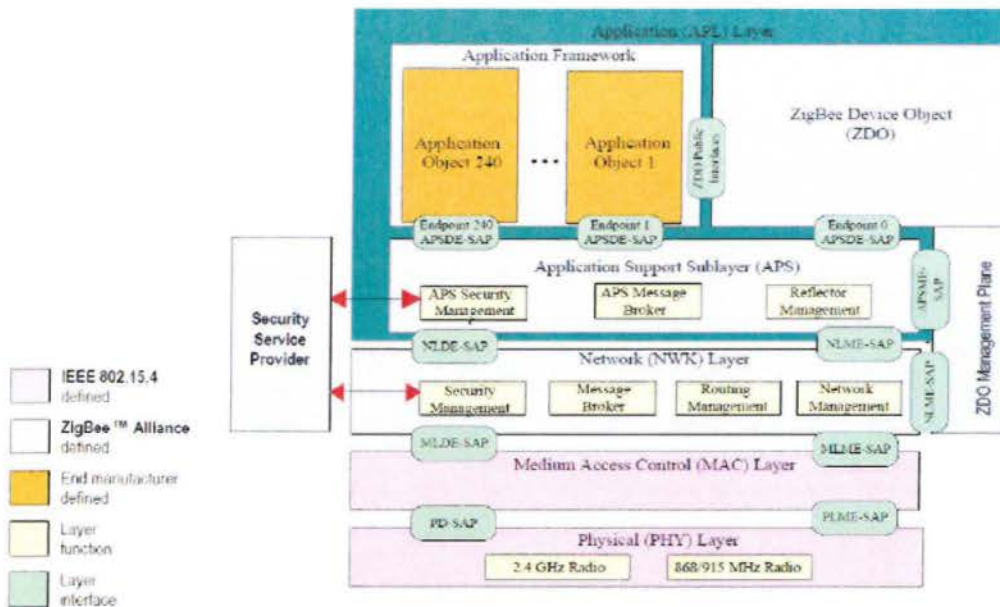 Application (APL) Layer
Application Framework
Application
Object 240
...
Application
Object 1
ZDO Public
Interfaces
ZigBee Device Object
(ZDO)
Endpoint 240
APSDE-SAP
Endpoint 1
APSDE-SAP
Endpoint 0
APSDE-SAP
Application Support Sublayer (APS)
APS Security
Management
APS Message
Broker
Reflector
Management
APSME-
SAP
Security
Service
Provider
ZDO Management Plane
NLDE-SAP
NLME-SAP
Network (NWK) Layer
Security
Management
Message
Broker
Routing
Management
Network
Management
NLME-SAP
MLDE-SAP
MLME-SAP
Medium Access Control (MAC) Layer
PD-SAP
PLME-SAP
Physical (PHY) Layer
2.4 GHz Radio
868/915 MHz Radio
IEEE 802.15.4
defined
ZigBee™ Alliance
defined
End manufacturer
defined
Layer
function
Layer
interface